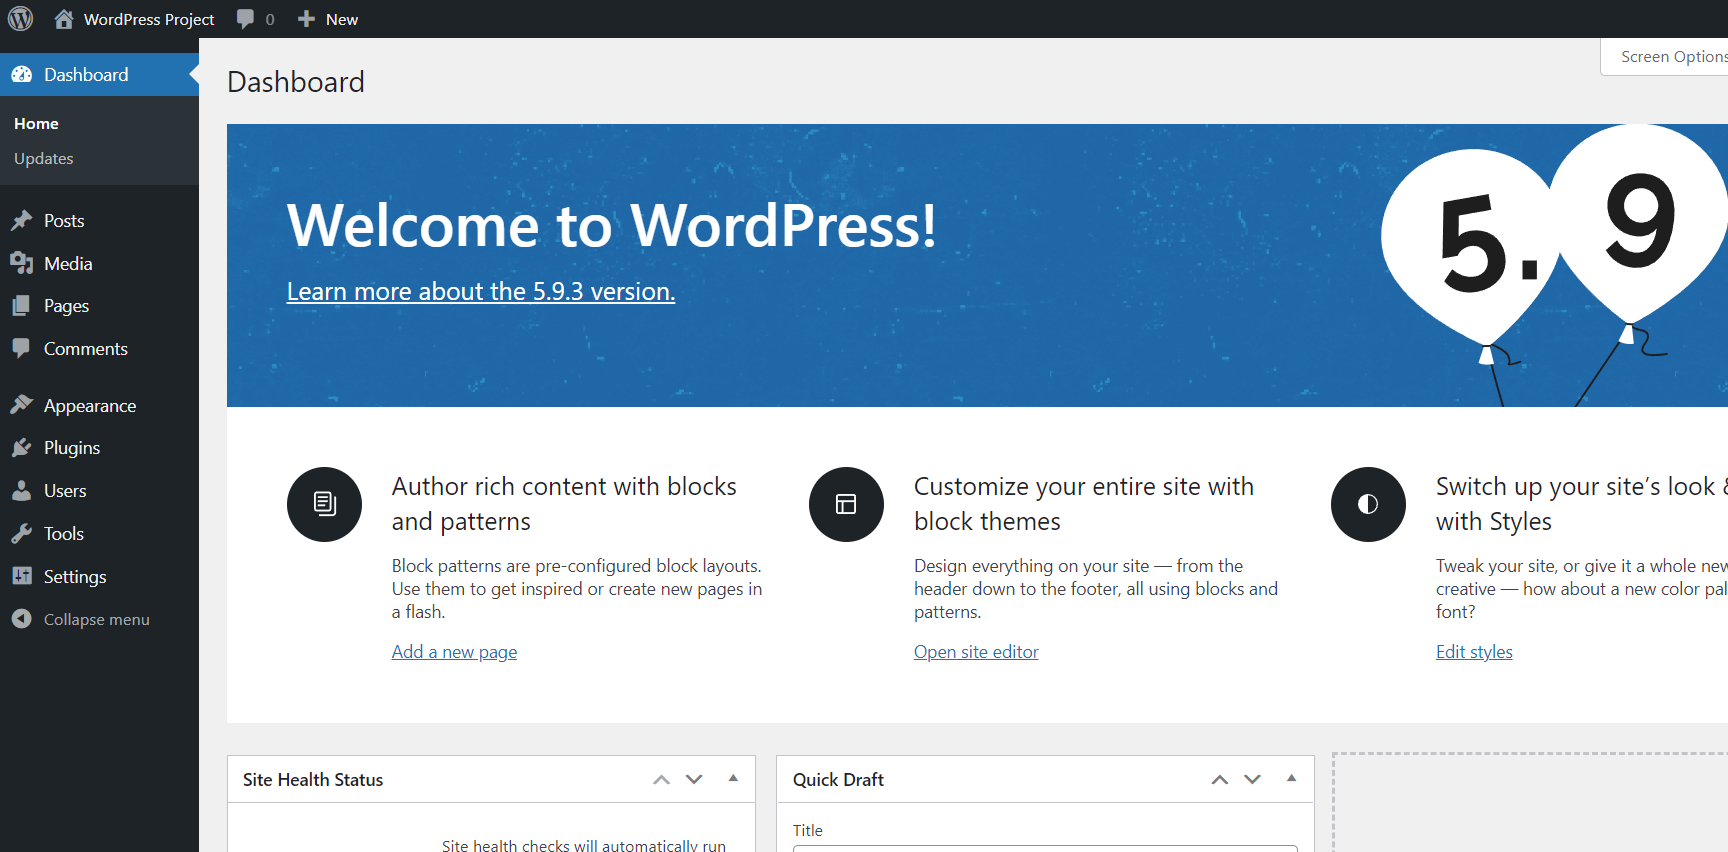 WordPress Project
0
New
Dashboard
Home
Updates
Posts
Media
Pages
Comments
Appearance
Plugins
Users
Tools
Settings
Collapse menu
Screen Options
Dashboard
Welcome to WordPress!
Learn more about the 5.9.3 version.
5.9
Author rich content with blocks
and patterns
Block patterns are pre-configured block layouts.
Use them to get inspired or create new pages in
a flash.
Add a new page
Customize your entire site with
block themes
Design everything on your site — from the
header down to the footer, all using blocks and
patterns.
Open site editor
Switch up your site’s look &
with Styles
Tweak your site, or give it a whole new
creative — how about a new color pal
font?
Edit styles
Site Health Status
Site health checks will automatically run
Quick Draft
Title